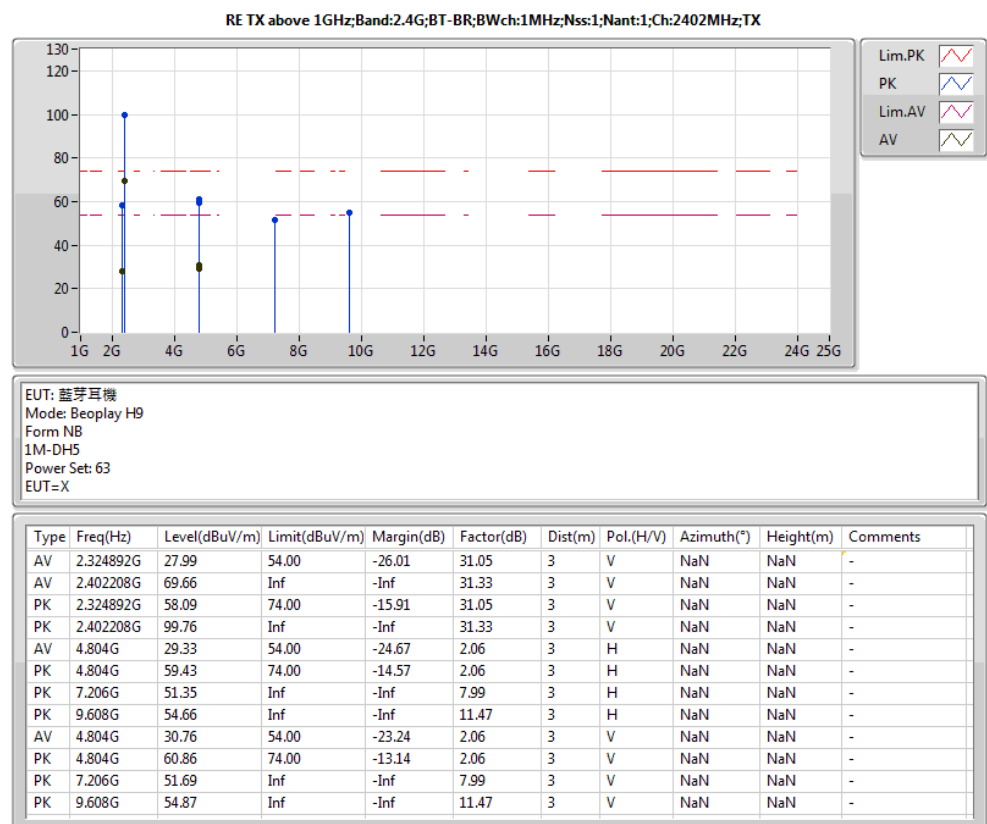 RE TX above 1GHz;Band:2.4G;BT-BR;BWch:1MHz;Nss:1;Nant:1;Ch:2402MHz;TX
130
120
100
80
60
40
20
0
1G 2G 4G 6G 8G 10G 12G 14G 16G 18G 20G 22G 24G 25G
Lim.PK
PK
Lim.AV
AV
EUT: 藍芽耳機
Mode: Beoplay H9
Form NB
1M-DH5
Power Set: 63
EUT=X
Type Freq(Hz) Level(dBuV/m) Limit(dBuV/m) Margin(dB) Factor(dB) Dist(m) Pol.(H/V) Azimuth(°) Height(m) Comments
AV 2.324892G 27.99 54.00 -26.01 31.05 3 V NaN NaN -
AV 2.402208G 69.66 Inf -Inf 31.33 3 V NaN NaN -
PK 2.324892G 58.09 74.00 -15.91 31.05 3 V NaN NaN -
PK 2.402208G 99.76 Inf -Inf 31.33 3 V NaN NaN -
AV 4.804G 29.33 54.00 -24.67 2.06 3 H NaN NaN -
PK 4.804G 59.43 74.00 -14.57 2.06 3 H NaN NaN -
PK 7.206G 51.35 Inf -Inf 7.99 3 H NaN NaN -
PK 9.608G 54.66 Inf -Inf 11.47 3 H NaN NaN -
AV 4.804G 30.76 54.00 -23.24 2.06 3 V NaN NaN -
PK 4.804G 60.86 74.00 -13.14 2.06 3 V NaN NaN -
PK 7.206G 51.69 Inf -Inf 7.99 3 V NaN NaN -
PK 9.608G 54.87 Inf -Inf 11.47 3 V NaN NaN -